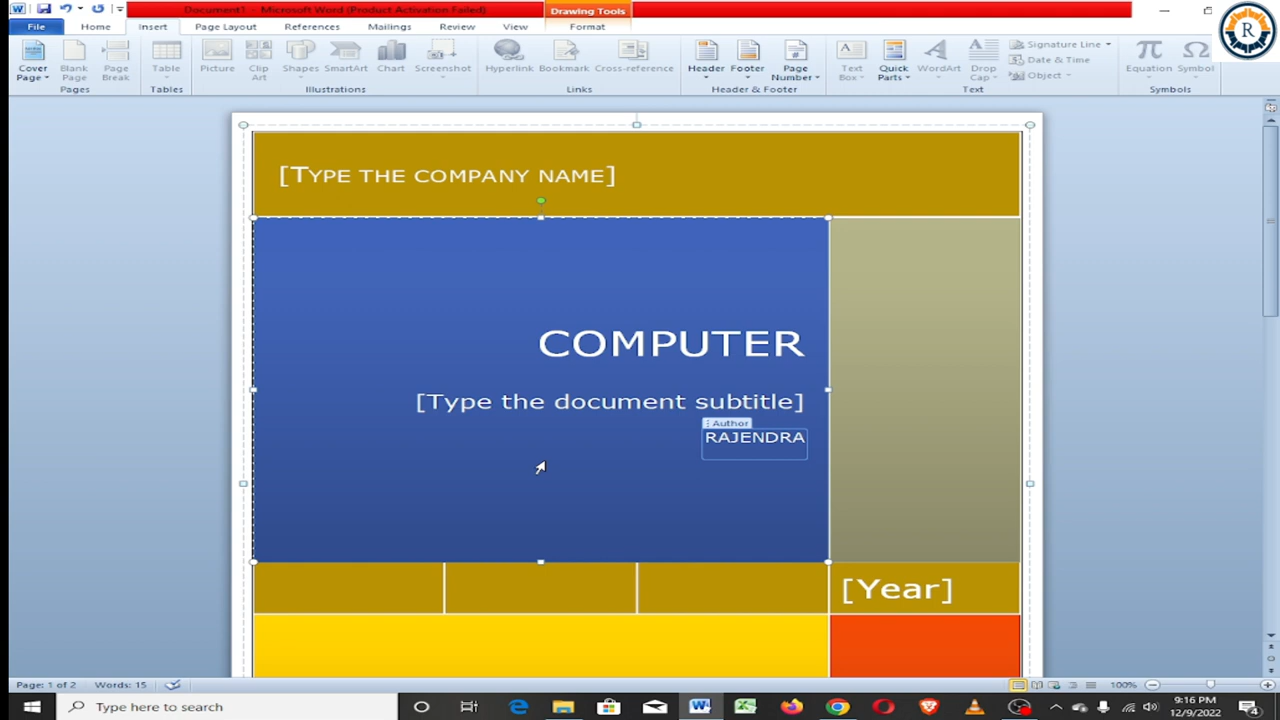 Document1 - Microsoft Word (Product Activation Failed)
Drawing Tools
File Home Insert Page Layout References Mailings Review View Format
Cover Page
Blank Page
Page Break
Pages
Table
Tables
Picture
Clip Art
Shapes
SmartArt
Chart
Screenshot
Illustrations
Hyperlink
Bookmark
Cross-reference
Links
Header
Footer
Page Number
Header & Footer
Text Box
Quick Parts
WordArt
Drop Cap
Signature Line
Date & Time
Object
Text
Equation
Symbol
Symbols
R
[TYPE THE COMPANY NAME]
COMPUTER
[Type the document subtitle]
Author
RAJENDRA
[Year]
Page: 1 of 2 Words: 15 100%
Type here to search
9:16 PM
12/9/2022
4